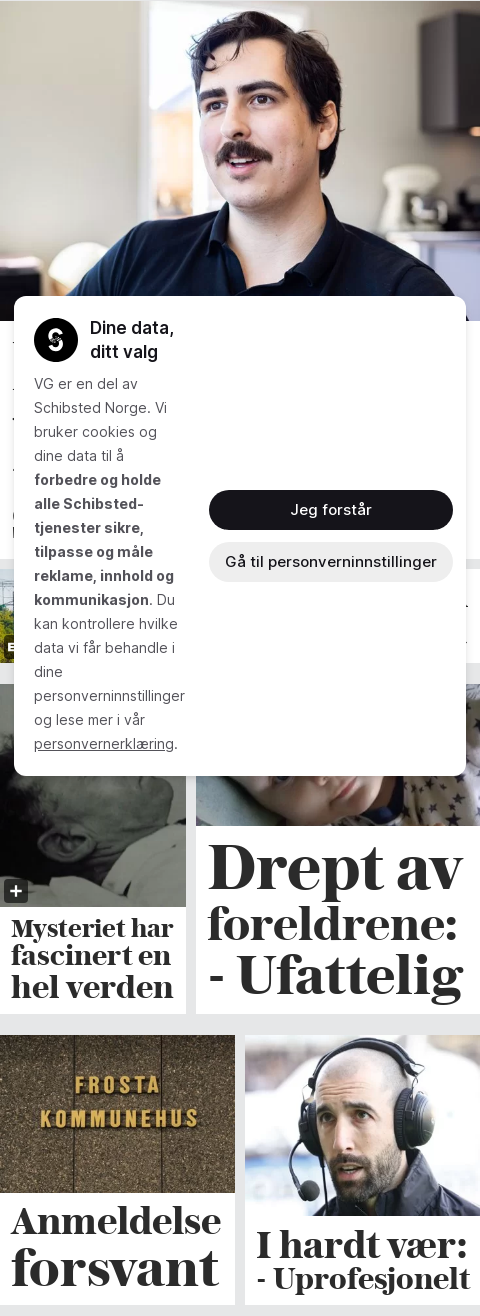 Dine data,
ditt valg
VG er en del av
Schibsted Norge. Vi
bruker cookies og
dine data til å
forbedre og holde
alle Schibsted-
tjenester sikre,
tilpasse og måle
reklame, innhold og
kommunikasjon. Du
kan kontrollere hvilke
data vi får behandle i
dine
personverninnstillinger
og lese mer i vår
personvernerklæring.
Jeg forstår
Gå til personverninnstillinger
Mysteriet har
fascinert en
hel verden
Drept av
foreldrene:
- Ufattelig
FROSTA
KOMMUNEHUS
Anmeldelse
forsvant
I hardt vær:
- Uprofesjonelt